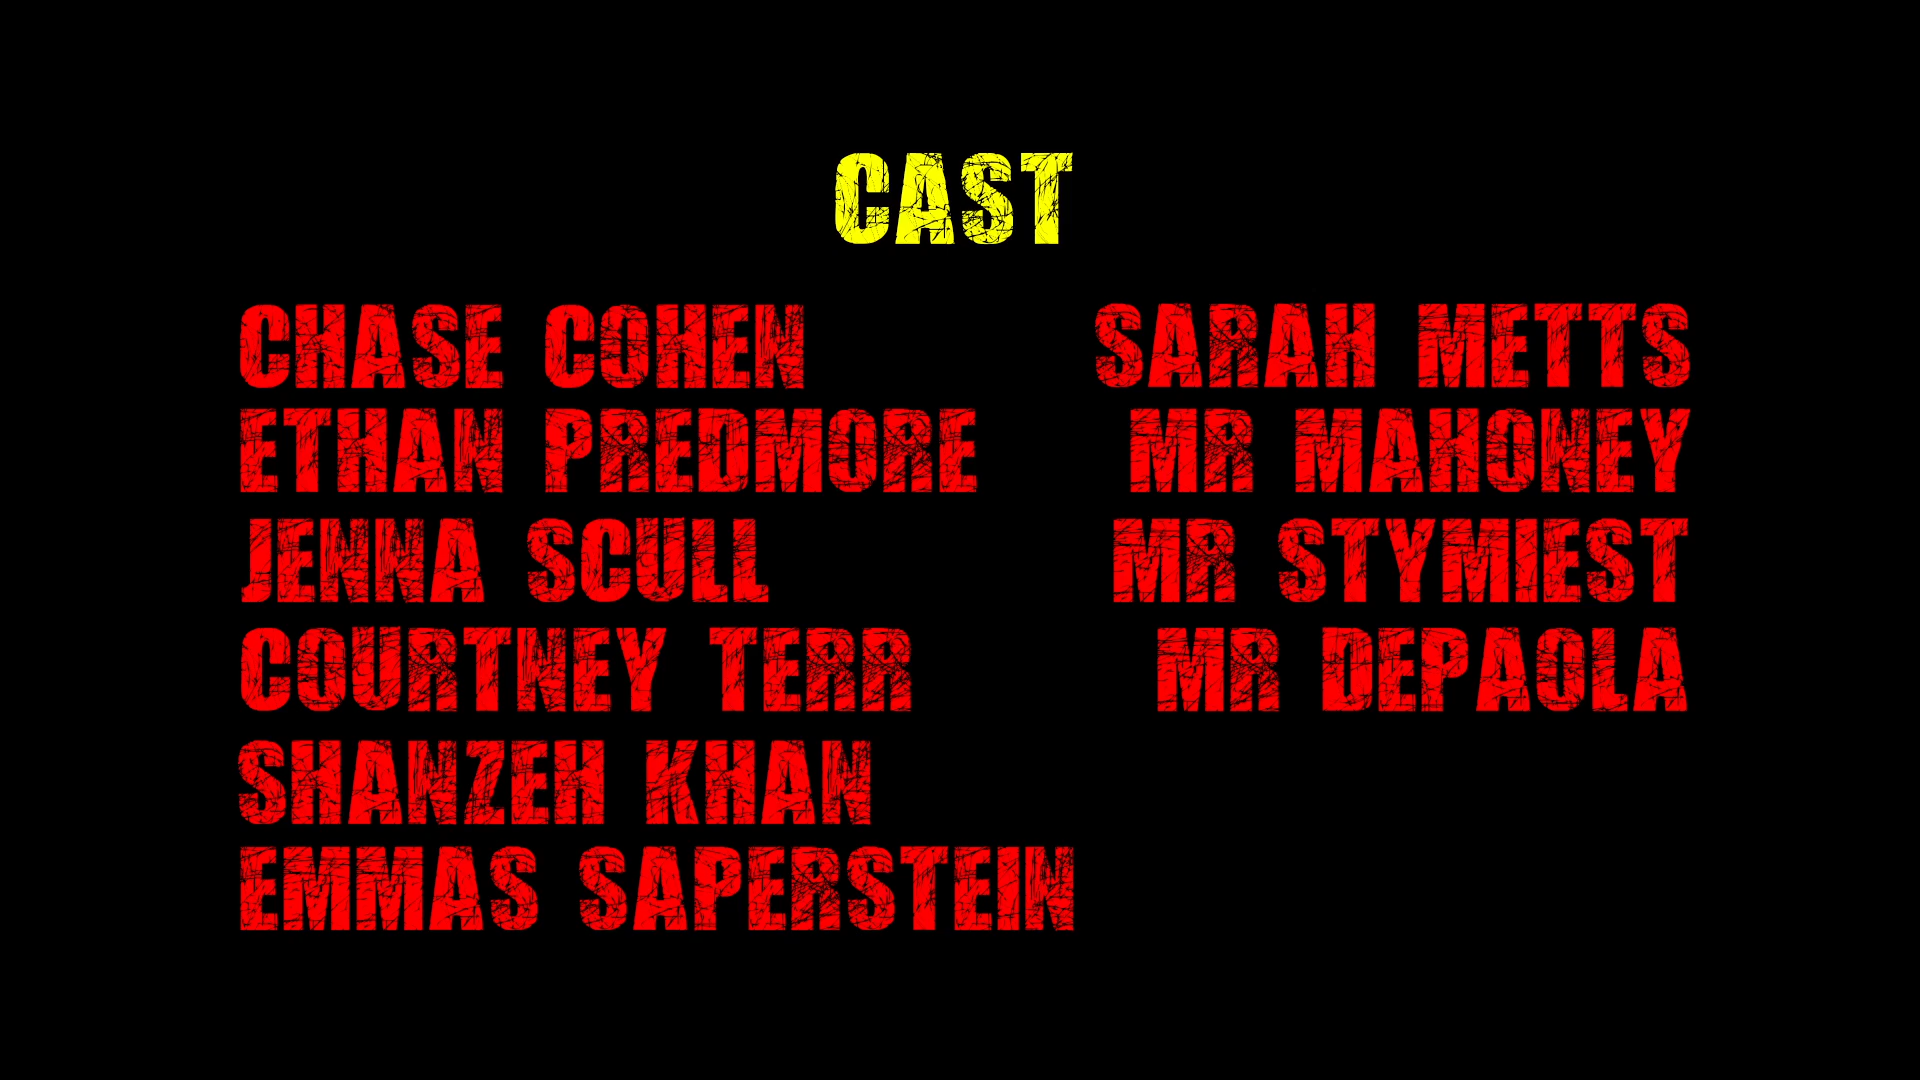 CAST
CHASE COHEN
ETHAN PREDMORE
JENNA SCULL
COURTNEY TERR
SHANZEH KHAN
EMMAS SAPERSTEIN
SARAH METTS
MR MAHONEY
MR STYMIEST
MR DEPAOLA